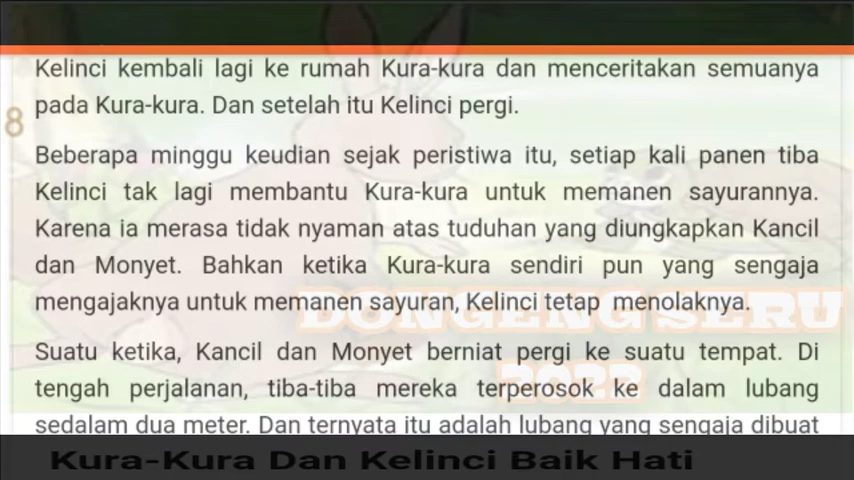 Kelinci kembali lagi ke rumah Kura-kura dan menceritakan semuanya
pada Kura-kura. Dan setelah itu Kelinci pergi.
8
Beberapa minggu keudian sejak peristiwa itu, setiap kali panen tiba
Kelinci tak lagi membantu Kura-kura untuk memanen sayurannya.
Karena ia merasa tidak nyaman atas tuduhan yang diungkapkan Kancil
dan Monyet. Bahkan ketika Kura-kura sendiri pun yang sengaja
mengajaknya untuk memanen sayuran, Kelinci tetap menolaknya.
DONGENG SERU
2022
Suatu ketika, Kancil dan Monyet berniat pergi ke suatu tempat. Di
tengah perjalanan, tiba-tiba mereka terperosok ke dalam lubang
sedalam dua meter. Dan ternyata itu adalah lubang yang sengaja dibuat
Kura-Kura Dan Kelinci Baik Hati